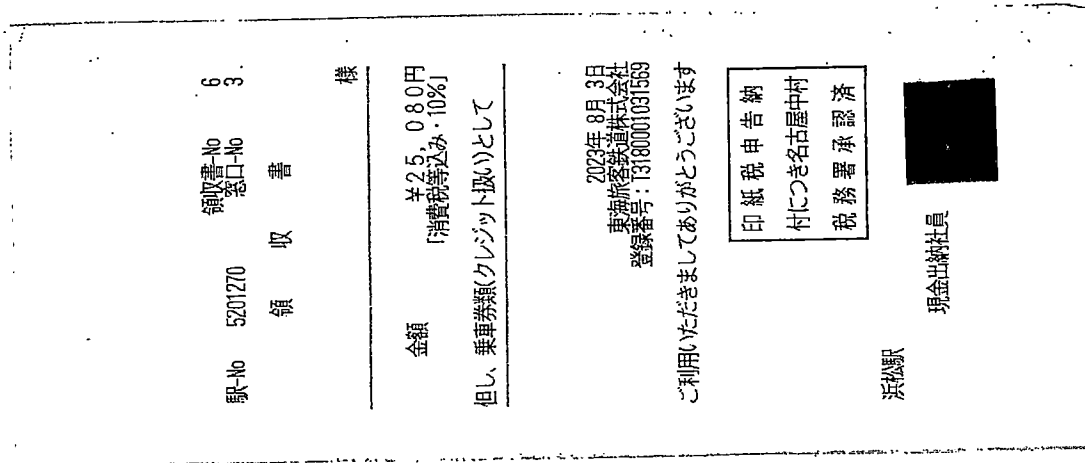 駅-No 5201270 領収書-No 6
窓口-No 3
領 収 書
様
金額 ¥25,080円
「消費税等込み・10%」
但し、乗車券類(クレジット扱い)として
2023年 8月 3日
東海旅客鉄道株式会社
登録番号:T3180001031569
ご利用いただきましてありがとうございます
印紙税申告納
付につき名古屋中村
税務署承認済
浜松駅
現金出納社員